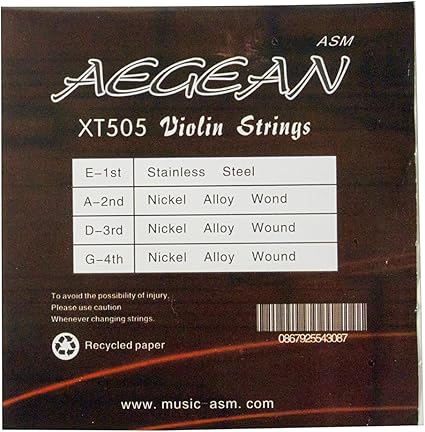 ASM
AEGEAN
XT505 Violin Strings
E-1st Stainless Steel
A-2nd Nickel Alloy Wond
D-3rd Nickel Alloy Wound
G-4th Nickel Alloy Wound
To avoid the possibility of injury,
Please use caution
Whenever changing strings.
0867925543087
Recycled paper
www. music-asm. com